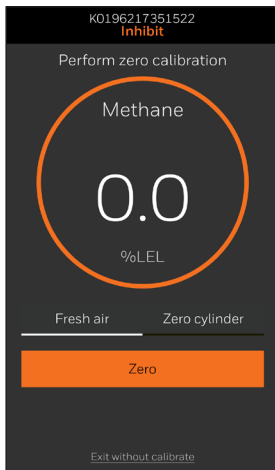 K0196217351522
Inhibit
Perform zero calibration
Methane
0.0
%LEL
Fresh air Zero cylinder
Zero
Exit without calibrate